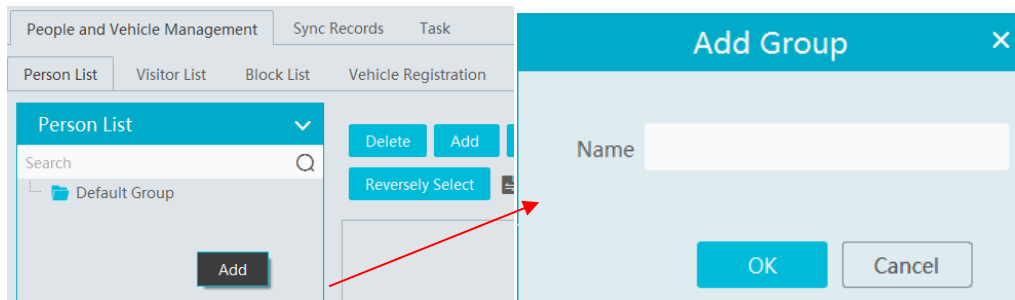 People and Vehicle Management Sync Records Task
Person List Visitor List Block List Vehicle Registration
Person List
Search
Default Group
Add
Delete Add
Reversely Select
Add Group
Name
OK Cancel